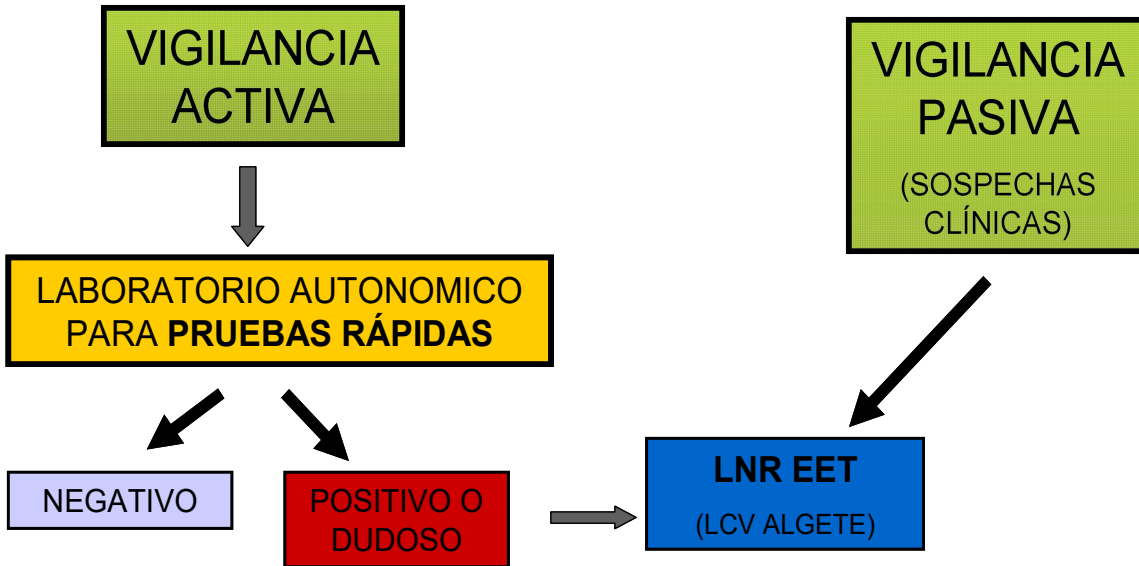 VIGILANCIA
ACTIVA
VIGILANCIA
PASIVA
(SOSPECHAS
CLÍNICAS)
LABORATORIO AUTONOMICO
PARA PRUEBAS RÁPIDAS
NEGATIVO
POSITIVO O
DUDOSO
LNR EET
(LCV ALGETE)